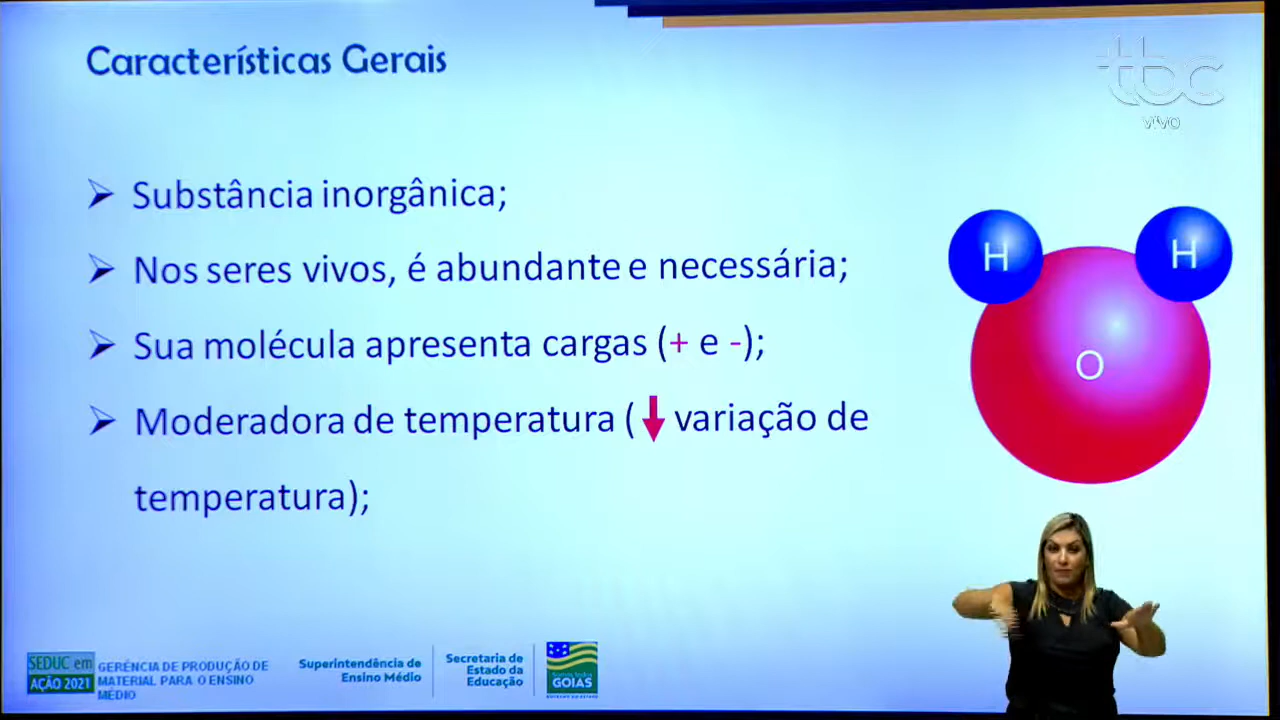 Características Gerais
tbc
VIVO
➢ Substância inorgânica;
➢ Nos seres vivos, é abundante e necessária;
➢ Sua molécula apresenta cargas (+ e -);
➢ Moderadora de temperatura (↓ variação de
temperatura);
H
H
O
SEDUC em
AÇÃO 2021
GERÊNCIA DE PRODUÇÃO DE
MATERIAL PARA O ENSINO
MÉDIO
Superintendência de
Ensino Médio
Secretaria de
Estado da
Educação
GOIÁS